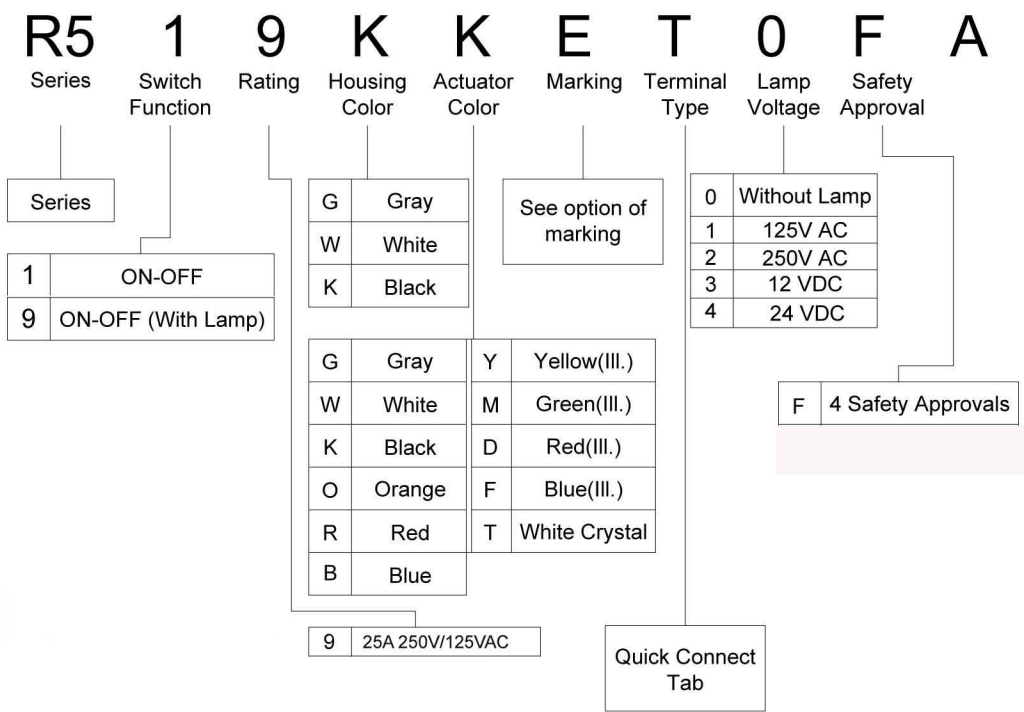 R5 1 9 K K E T 0 F A
Series Switch Rating Housing Actuator Marking Terminal Lamp Safety
Function Color Color Type Voltage Approval
Series
1 ON-OFF
9 ON-OFF (With Lamp)
G Gray
W White
K Black
See option of
marking
0 Without Lamp
1 125V AC
2 250V AC
3 12 VDC
4 24 VDC
G Gray Y Yellow(Ill.)
W White M Green(Ill.)
K Black D Red(Ill.)
O Orange F Blue(Ill.)
R Red T White Crystal
B Blue
F 4 Safety Approvals
9 25A 250V/125VAC
Quick Connect
Tab